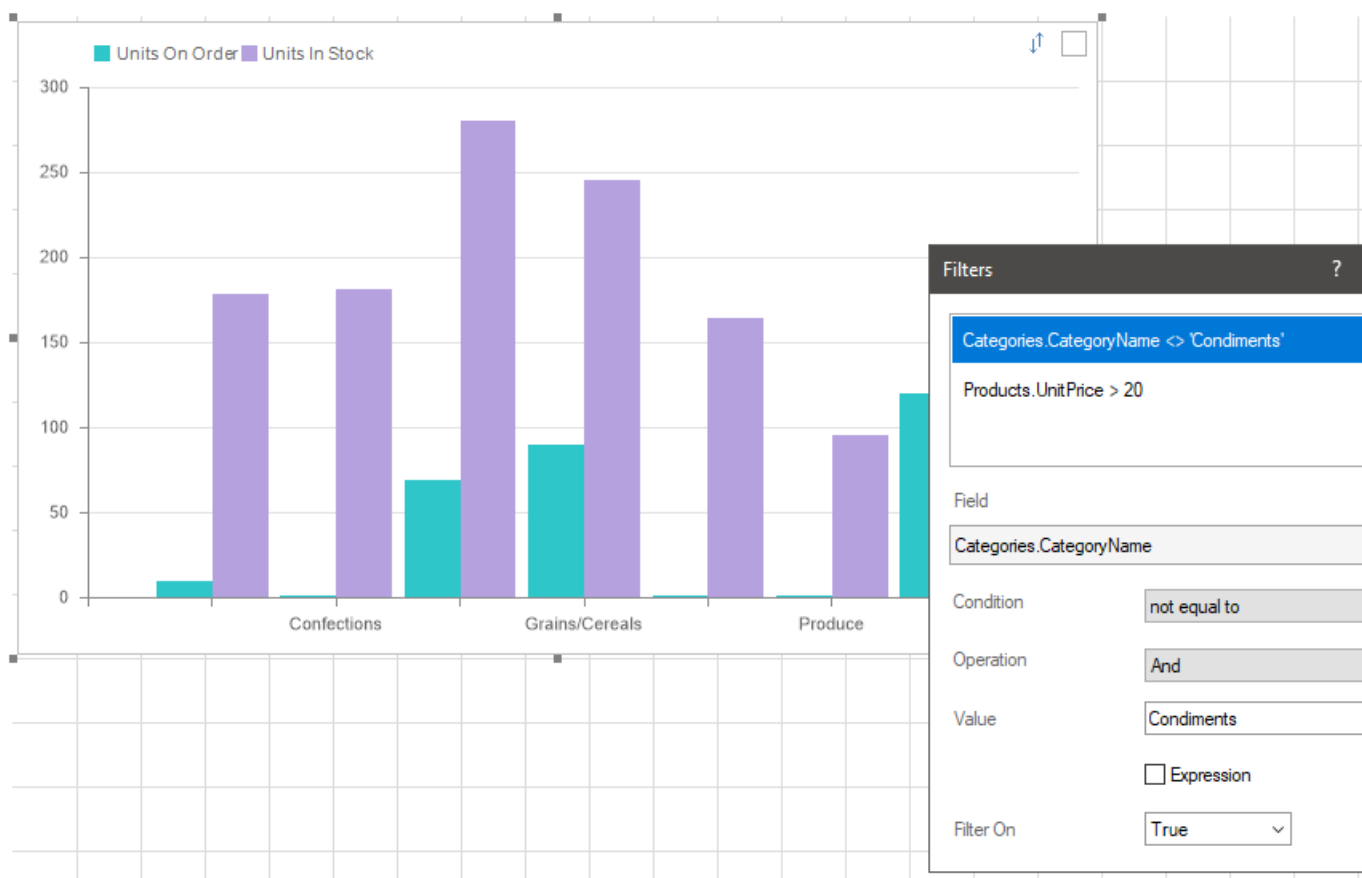 Units On Order Units In Stock
300
250
200
150
100
50
0
Confections Grains/Cereals Produce
Filters ?
Categories.CategoryName <> 'Condiments'
Products.UnitPrice > 20
Field
Categories.CategoryName
Condition not equal to
Operation And
Value Condiments
Expression
Filter On True